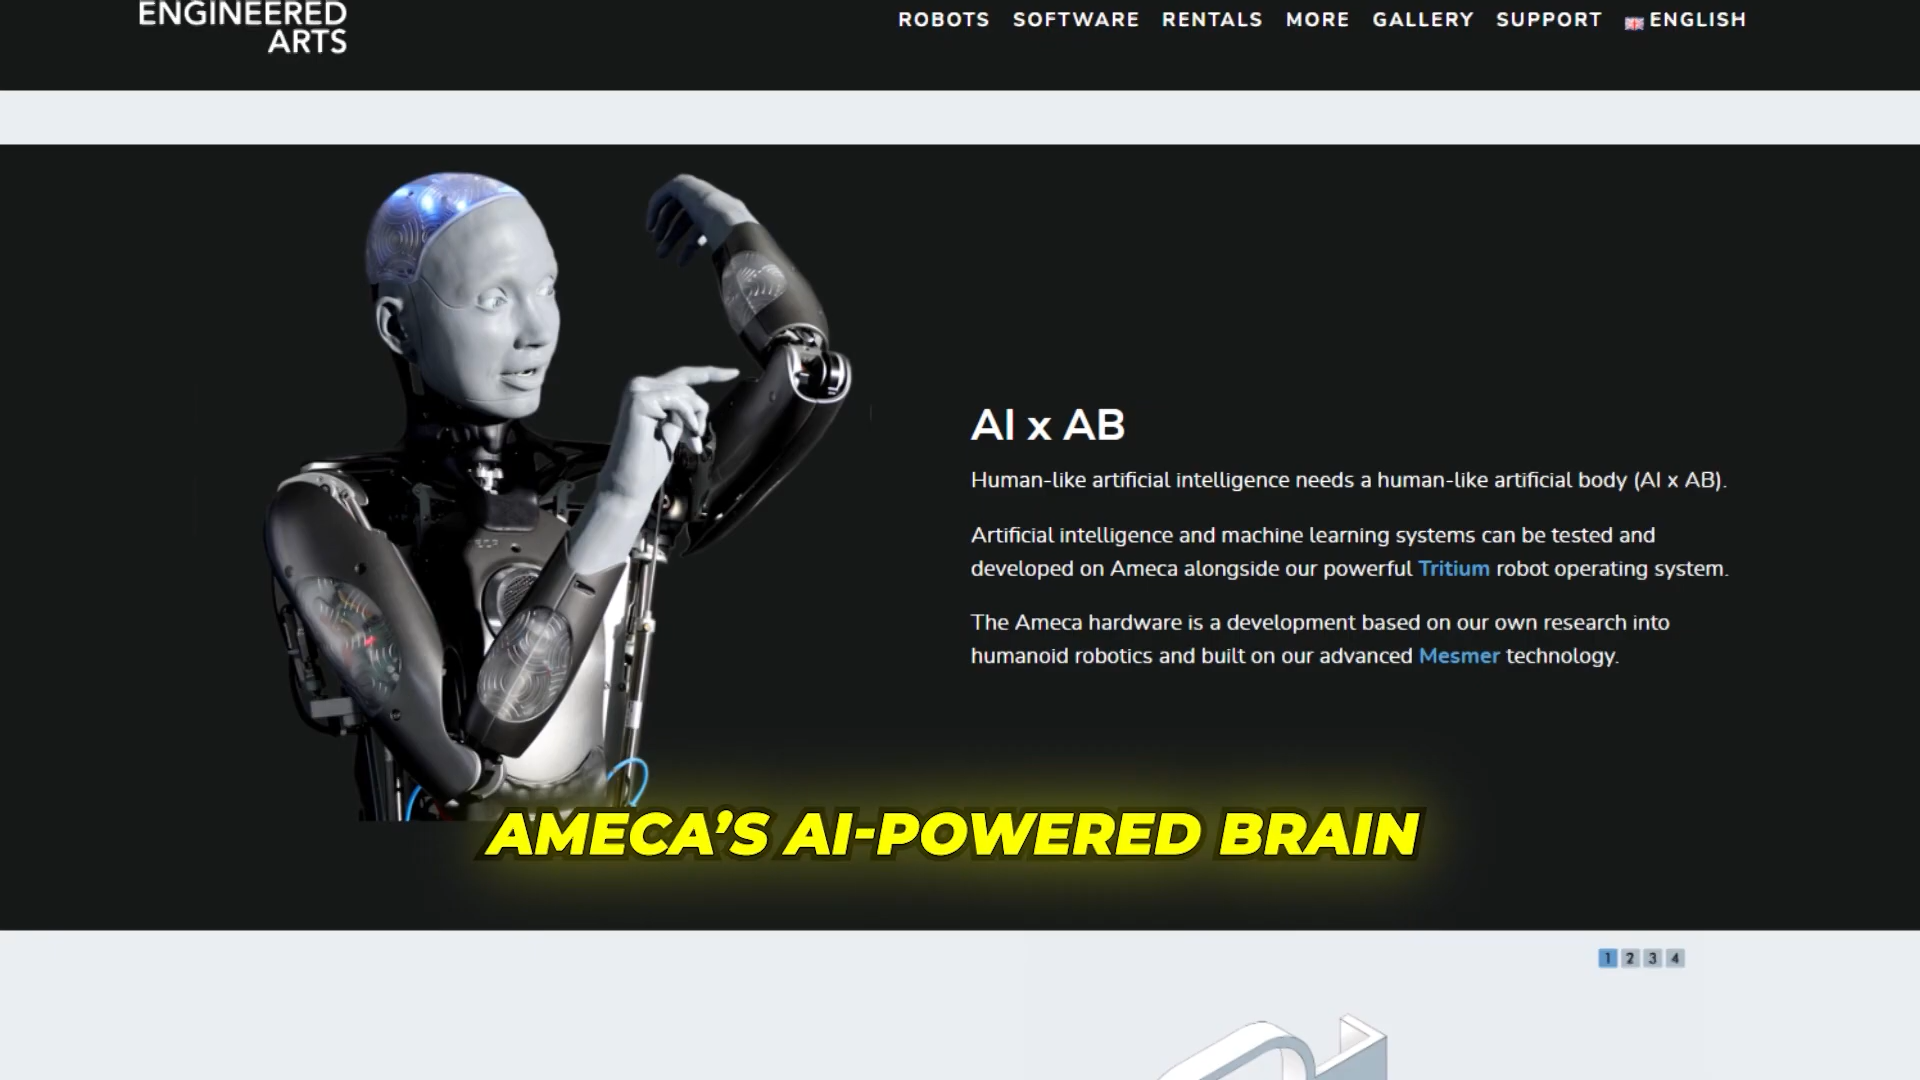 ENGINEERED
ARTS
ROBOTS SOFTWARE RENTALS MORE GALLERY SUPPORT ENGLISH
AI x AB
Human-like artificial intelligence needs a human-like artificial body (AI x AB).
Artificial intelligence and machine learning systems can be tested and
developed on Ameca alongside our powerful Tritium robot operating system.
The Ameca hardware is a development based on our own research into
humanoid robotics and built on our advanced Mesmer technology.
AMECA'S AI-POWERED BRAIN
1 2 3 4